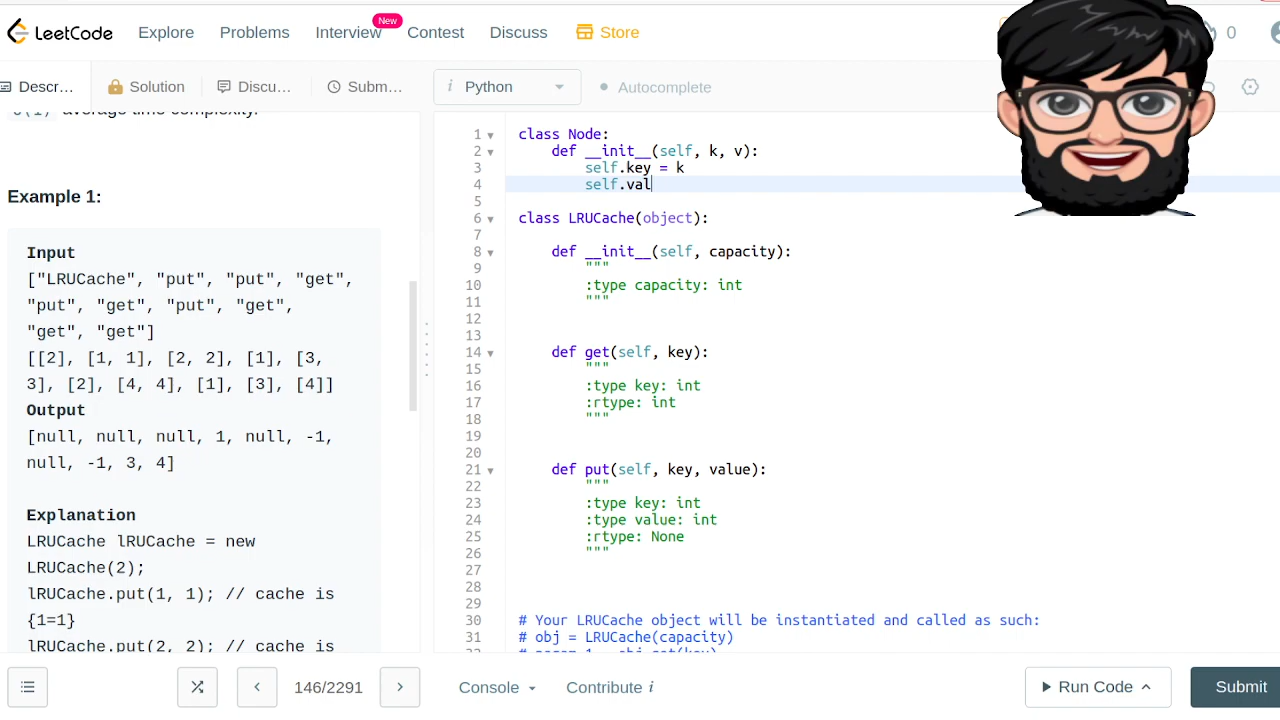 LeetCode Explore Problems Interview New Contest Discuss Store 0
Descr... Solution Discu... Subm... i Python Autocomplete
average time complexity.
Example 1:
Input
["LRUCache", "put", "put", "get",
"put", "get", "put", "get",
"get", "get"]
[[2], [1, 1], [2, 2], [1], [3,
3], [2], [4, 4], [1], [3], [4]]
Output
[null, null, null, 1, null, -1,
null, -1, 3, 4]
Explanation
LRUCache lRUCache = new
LRUCache(2);
lRUCache.put(1, 1); // cache is
{1=1}
lRUCache.put(2, 2); // cache is
1 class Node:
2 def __init__(self, k, v):
3 self.key = k
4 self.val
5
6 class LRUCache(object):
7
8 def __init__(self, capacity):
9 """
10 :type capacity: int
11 """
12
13
14 def get(self, key):
15 """
16 :type key: int
17 :rtype: int
18 """
19
20
21 def put(self, key, value):
22 """
23 :type key: int
24 :type value: int
25 :rtype: None
26 """
27
28
29
30 # Your LRUCache object will be instantiated and called as such:
31 # obj = LRUCache(capacity)
146/2291 Console Contribute i Run Code Submit